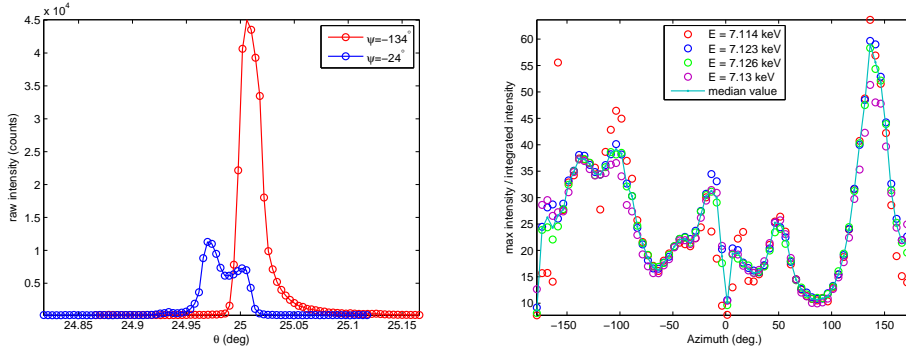 4.5 x 10^4
4
3.5
3
2.5
2
1.5
1
0.5
raw intensity (counts)
24.85 24.9 24.95 25 25.05 25.1 25.15
θ (deg)
ψ=−134°
ψ=−24°
65
60
55
50
45
40
35
30
25
20
15
10
max intensity / integrated intensity
−150 −100 −50 0 50 100 150
Azimuth (deg.)
E = 7.114 keV
E = 7.123 keV
E = 7.126 keV
E = 7.13 keV
median value